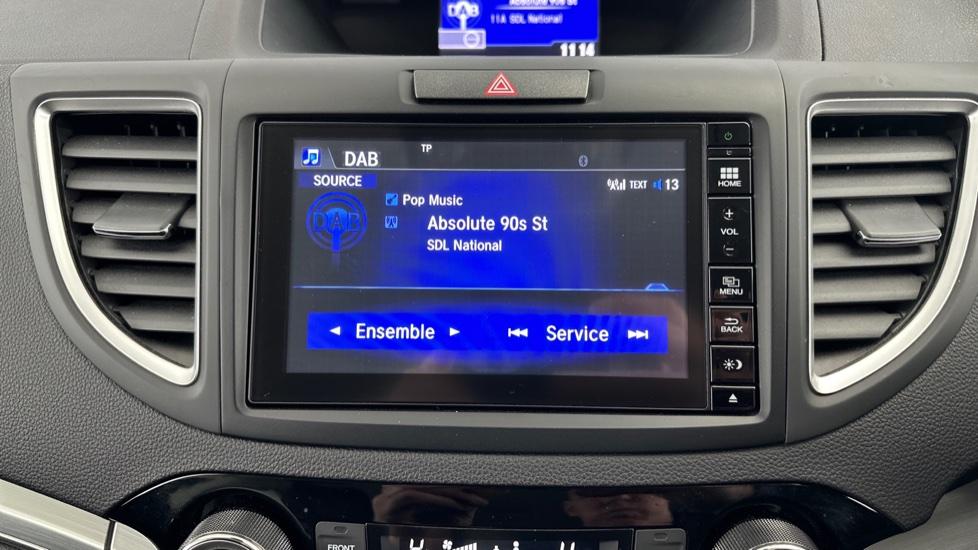 DAB
11A SDL National
11:14
DAB
TP
SOURCE
DAB
TEXT
13
Pop Music
Absolute 90s St
SDL National
Ensemble
Service
HOME
+
VOL
−
MENU
BACK
FRONT